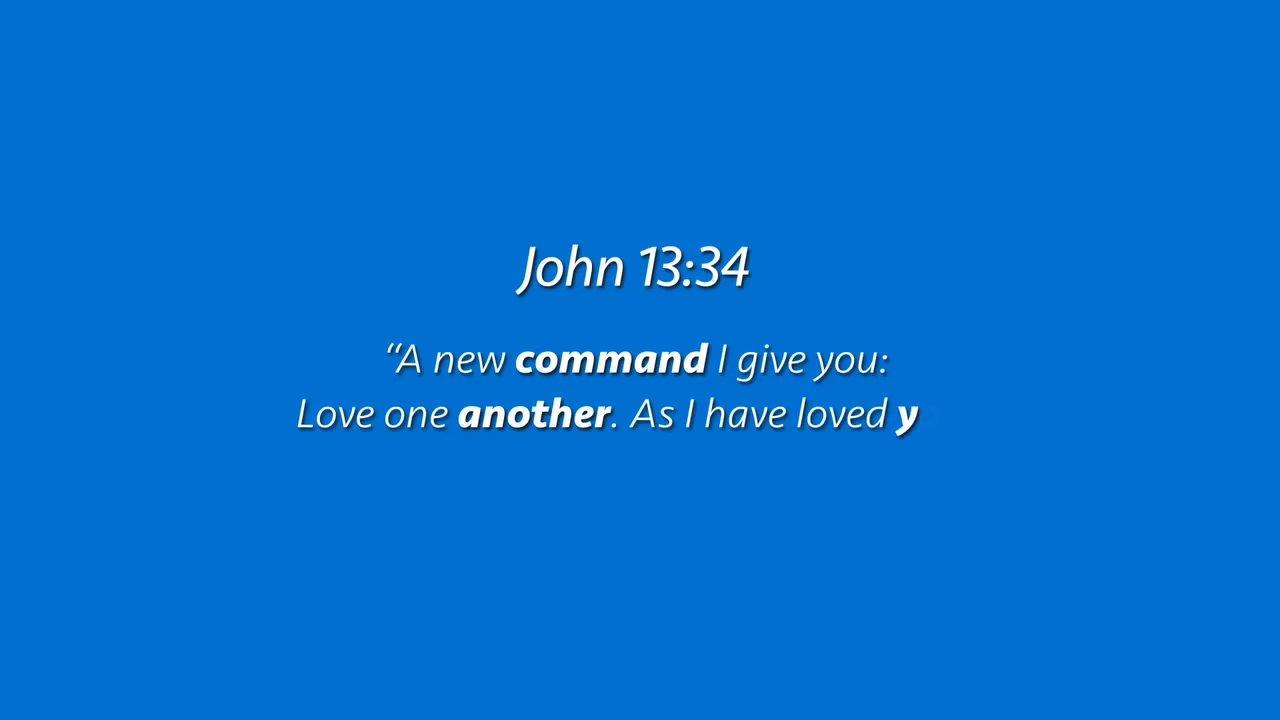 John 13:34
“A new command I give you:
Love one another. As I have loved y